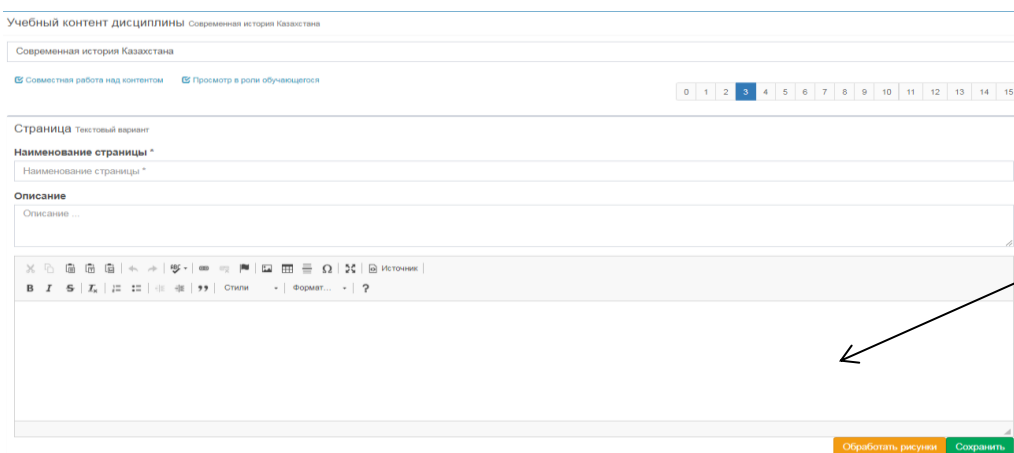 Учебный контент дисциплины Современная история Казахстана
Современная история Казахстана
Совместная работа над контентом Просмотр в роли обучающегося
0 1 2 3 4 5 6 7 8 9 10 11 12 13 14 15
Страница Текстовый вариант
Наименование страницы *
Наименование страницы *
Описание
Описание ...
Источник
B I S Tx Стили Формат... ?
Обработать рисунки Сохранить